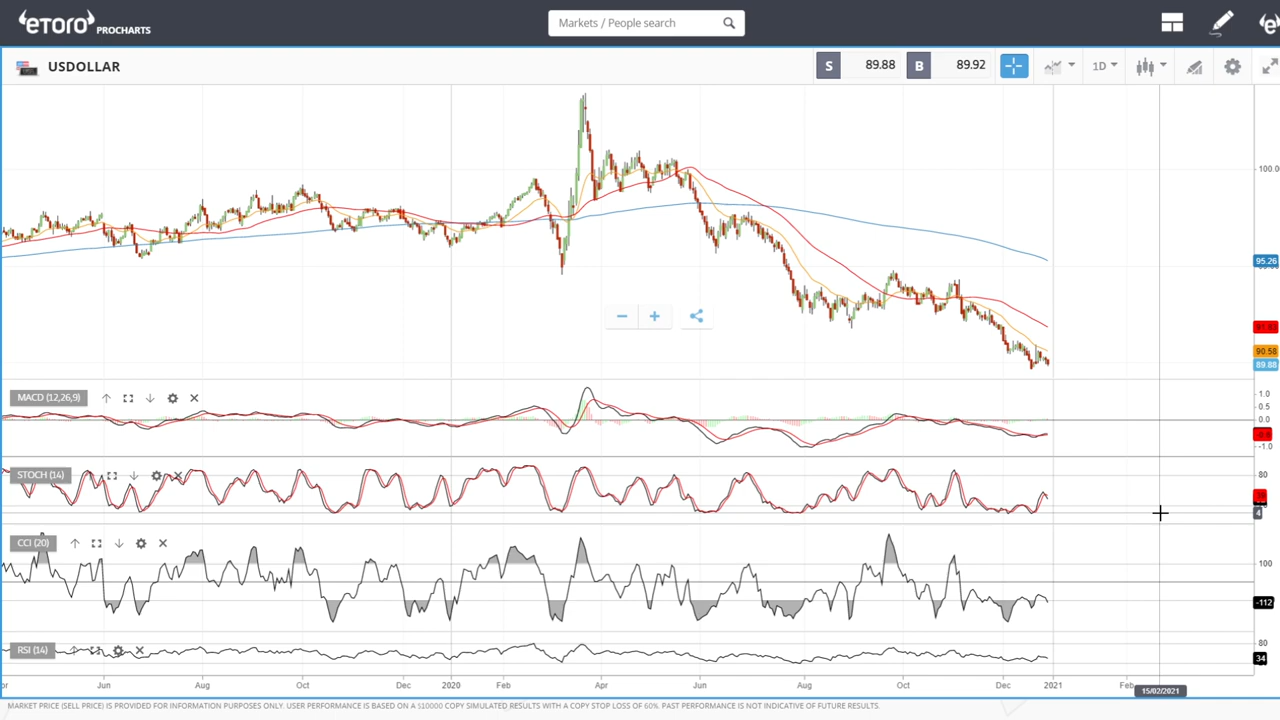 eTORO PROCHARTS
Markets / People search
USDOLLAR
S 89.88 B 89.92
1D
100.0
95.26
90.58
89.88
MACD (12,26,9)
1.0
0.5
0.0
-1.0
STOCH (14)
80
4
CCI (20)
100
-112
RSI (14)
80
34
Jun Aug Oct Dec 2020 Feb Apr Jun Aug Oct Dec 2021 Feb
15/02/2021
MARKET PRICE (SELL PRICE) IS PROVIDED FOR INFORMATION PURPOSES ONLY. USER PERFORMANCE IS BASED ON A $10000 COPY SIMULATED RESULTS WITH A COPY STOP LOSS OF 60%. PAST PERFORMANCE IS NOT INDICATIVE OF FUTURE RESULTS.